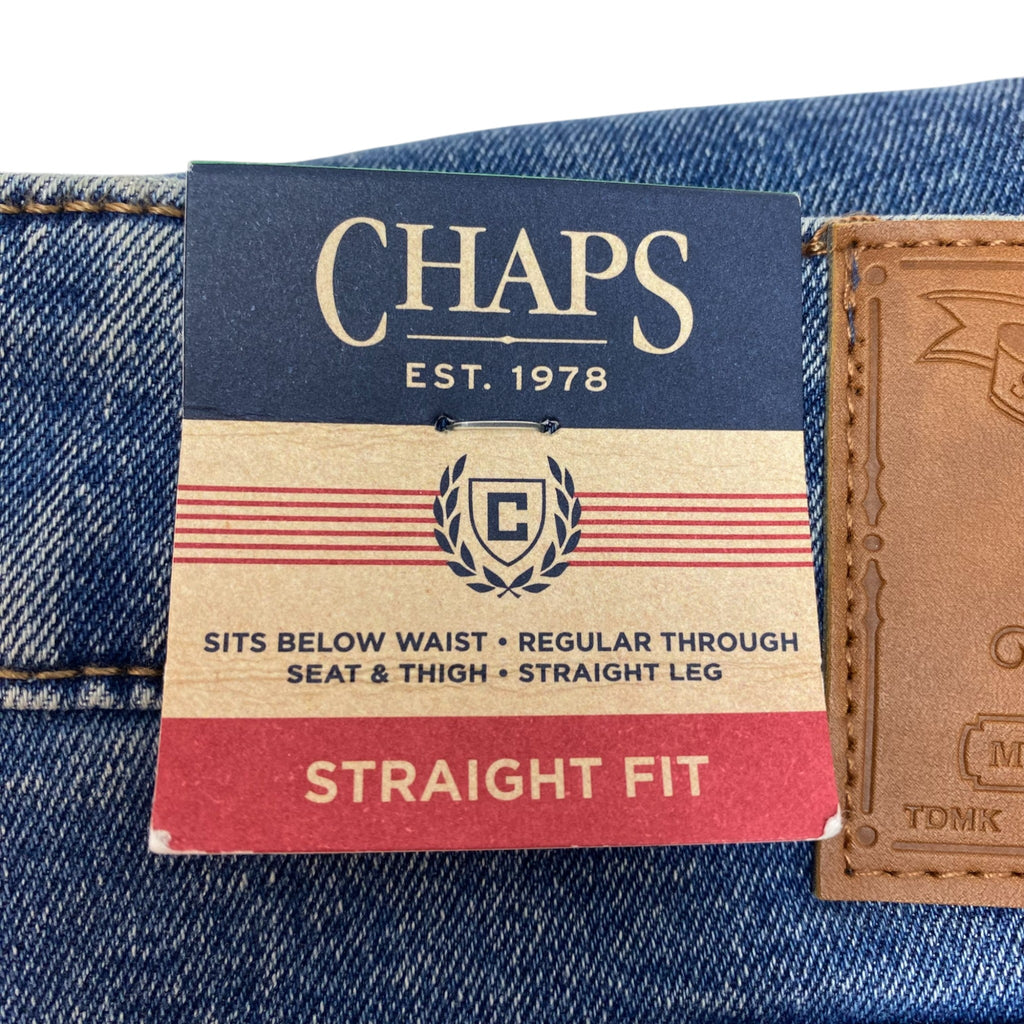 CHAPS
EST. 1978
C
SITS BELOW WAIST • REGULAR THROUGH
SEAT & THIGH • STRAIGHT LEG
STRAIGHT FIT
TDMK